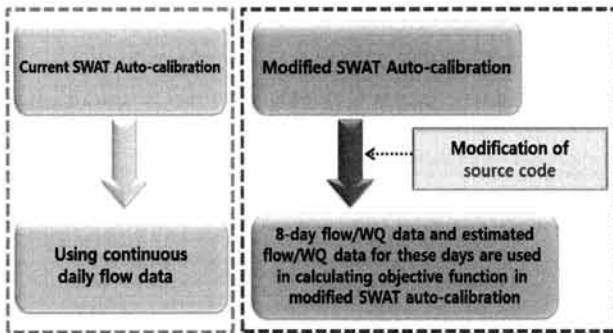 Current SWAT Auto-calibration
Using continuous
daily flow data
Modified SWAT Auto-calibration
Modification of
source code
8-day flow/WQ data and estimated
flow/WQ data for these days are used
in calculating objective function in
modified SWAT auto-calibration